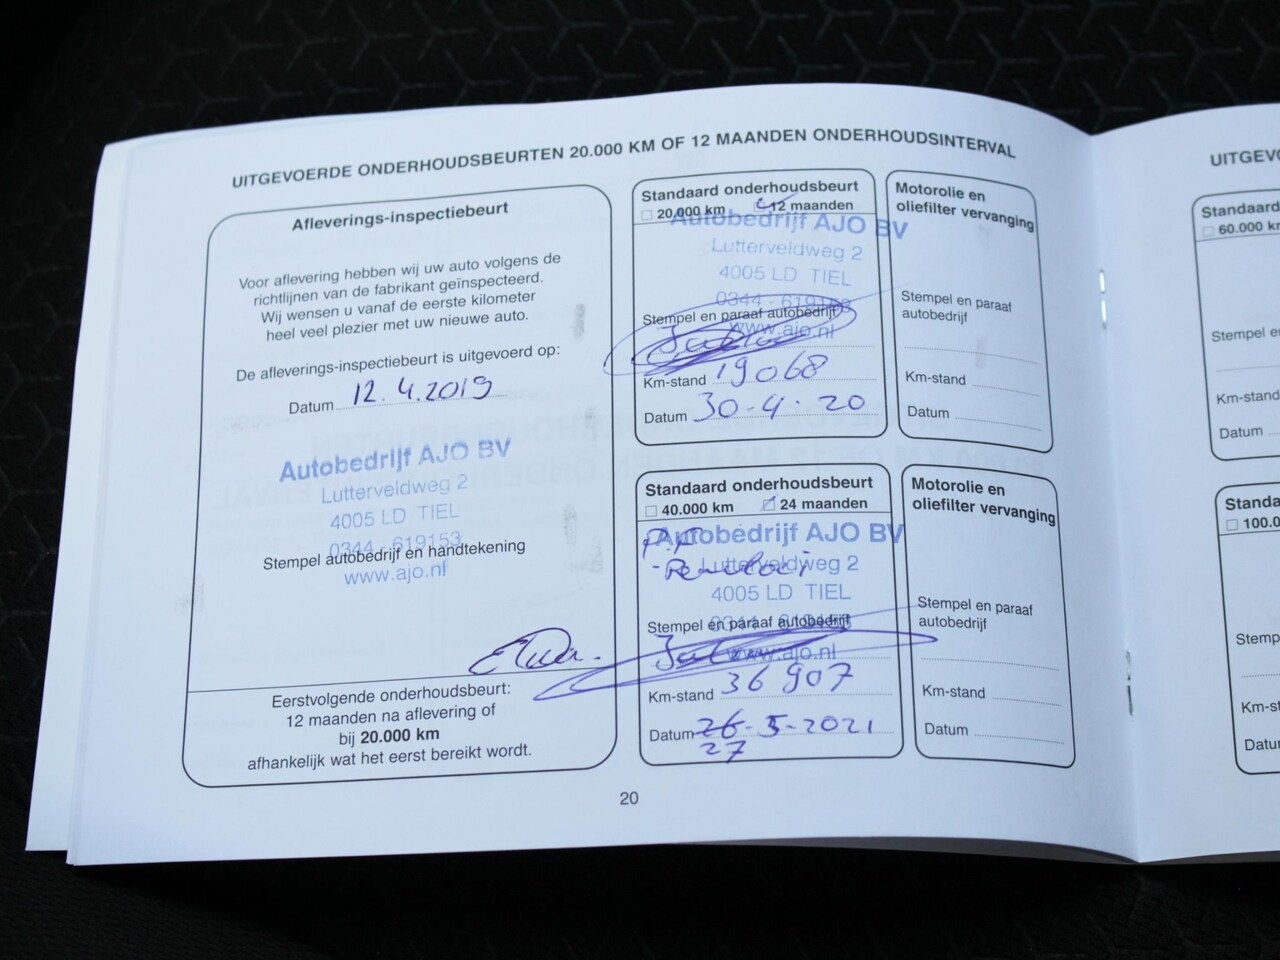 UITGEVOERDE ONDERHOUDSBEURTEN 20.000 KM OF 12 MAANDEN ONDERHOUDSINTERVAL
Afleverings-inspectiebeurt
Voor aflevering hebben wij uw auto volgens de
richtlijnen van de fabrikant geïnspecteerd.
Wij wensen u vanaf de eerste kilometer
heel veel plezier met uw nieuwe auto.
De afleverings-inspectiebeurt is uitgevoerd op:
Datum 12.4.2019
Autobedrijf AJO BV
Lutterveldweg 2
4005 LD TIEL
0344 - 619153
Stempel autobedrijf en handtekening
www.ajo.nl
Eerstvolgende onderhoudsbeurt:
12 maanden na aflevering of
bij 20.000 km
afhankelijk wat het eerst bereikt wordt.
Standaard onderhoudsbeurt
20.000 km 12 maanden
Autobedrijf AJO BV
Lutterveldweg 2
4005 LD TIEL
0344 - 619153
Stempel en paraaf autobedrijf
www.ajo.nl
Km-stand 19068
Datum 30-4-20
Motorolie en
oliefilter vervanging
Stempel en paraaf
autobedrijf
Km-stand
Datum
Standaard onderhoudsbeurt
40.000 km 24 maanden
Autobedrijf AJO BV
Lutterveldweg 2
4005 LD TIEL
Stempel en paraaf autobedrijf
www.ajo.nl
Km-stand 36907
Datum 26-5-2021
27
Motorolie en
oliefilter vervanging
Stempel en paraaf
autobedrijf
Km-stand
Datum
20
UITGEVO
Standaard
60.000 km
Stempel en
Km-stand
Datum
Standa
100.0
Stemp
Km-st
Datu